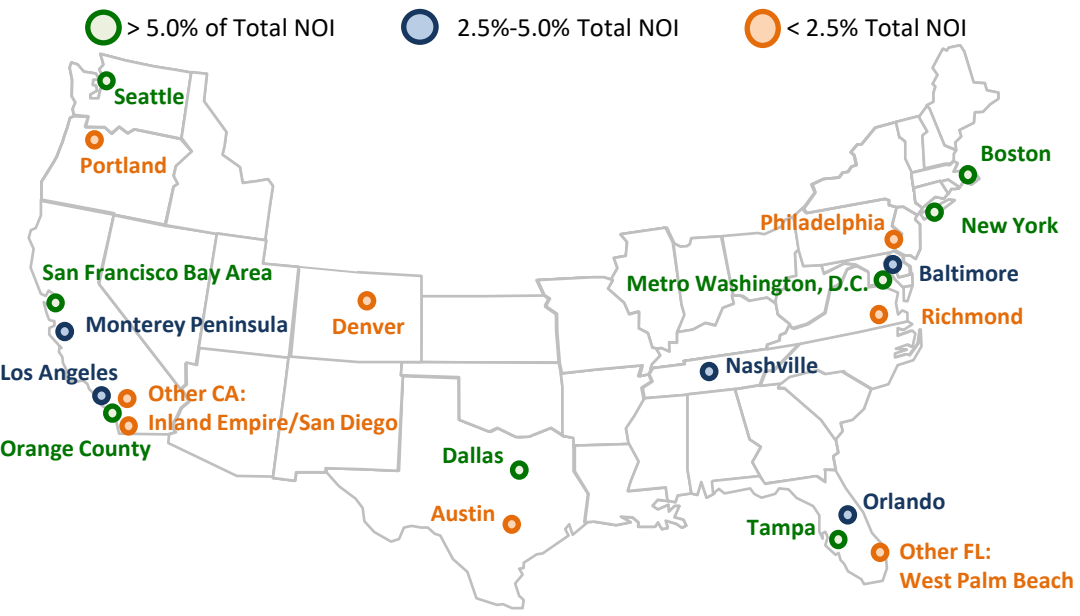 > 5.0% of Total NOI
2.5%-5.0% Total NOI
< 2.5% Total NOI
Seattle
Portland
Boston
New York
Philadelphia
San Francisco Bay Area
Metro Washington, D.C.
Baltimore
Monterey Peninsula
Denver
Richmond
Los Angeles
Nashville
Other CA:
Inland Empire/San Diego
Orange County
Dallas
Austin
Orlando
Tampa
Other FL:
West Palm Beach